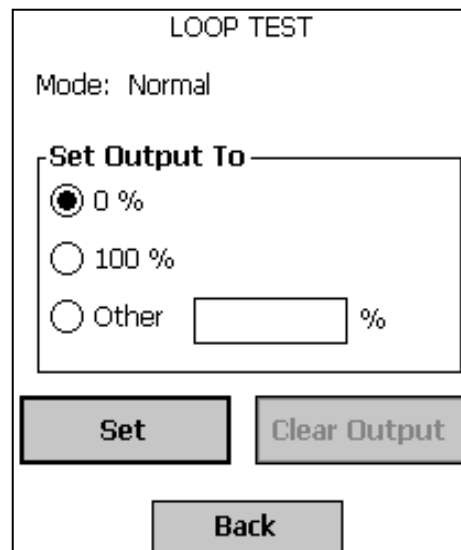 LOOP TEST
Mode: Normal
Set Output To
0 %
100 %
Other %
Set Clear Output
Back